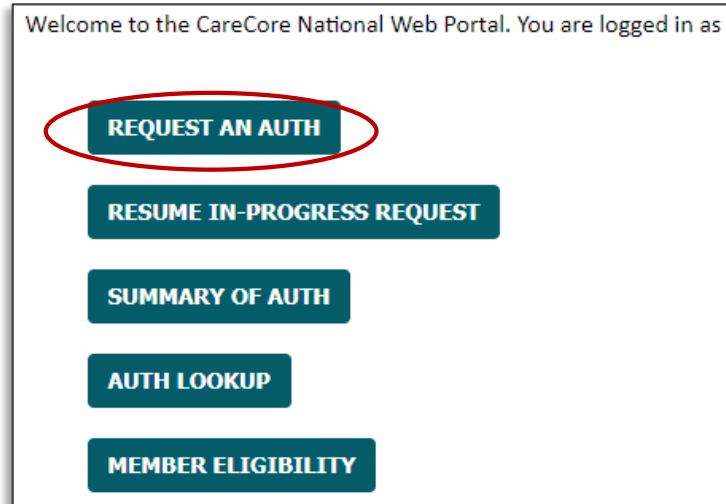 Welcome to the CareCore National Web Portal. You are logged in as
REQUEST AN AUTH
RESUME IN-PROGRESS REQUEST
SUMMARY OF AUTH
AUTH LOOKUP
MEMBER ELIGIBILITY